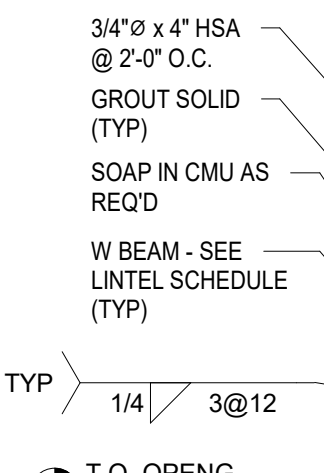 3/4"Ø x 4" HSA
@ 2'-0" O.C.
GROUT SOLID
(TYP)
SOAP IN CMU AS
REQ'D
W BEAM - SEE
LINTEL SCHEDULE
(TYP)
TYP
1/4 3@12
T.O. OPENG